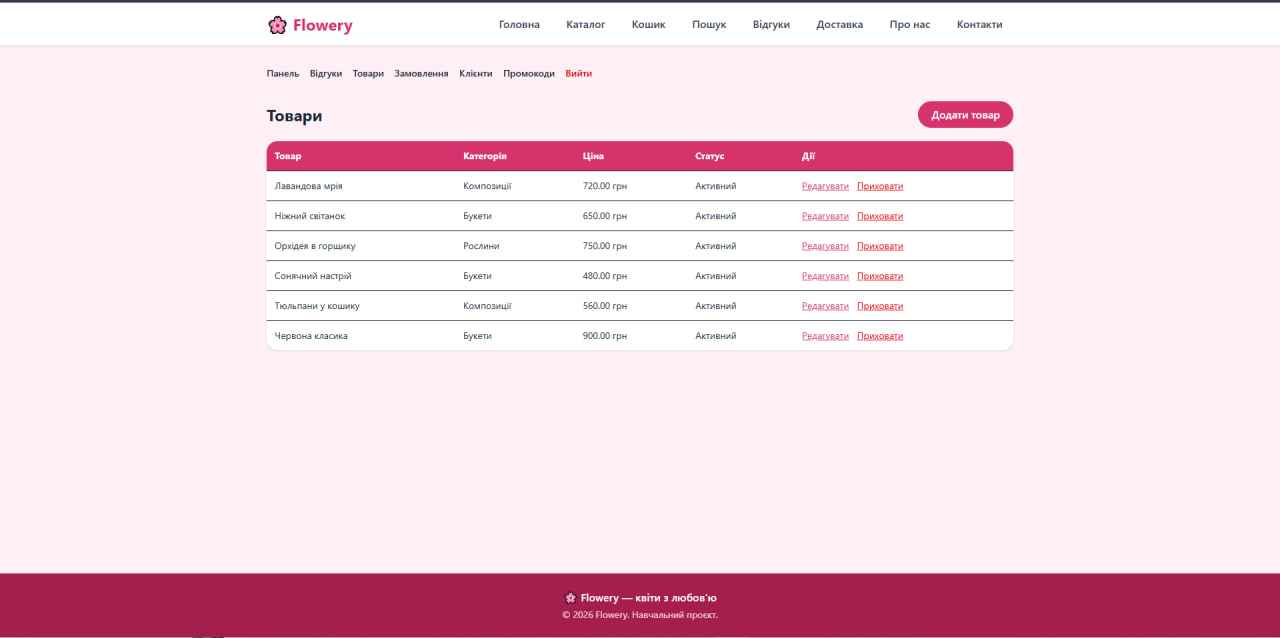 Flowery
Головна Каталог Кошик Пошук Відгуки Доставка Про нас Контакти
Панель Відгуки Товари Замовлення Клієнти Промокоди Вийти
Товари
Додати товар
Товар Категорія Ціна Статус Дії
Лавандова мрія Композиції 720.00 грн Активний Редагувати Приховати
Ніжний світанок Букети 650.00 грн Активний Редагувати Приховати
Орхідея в горщику Рослини 750.00 грн Активний Редагувати Приховати
Сонячний настрій Букети 480.00 грн Активний Редагувати Приховати
Тюльпани у кошику Композиції 560.00 грн Активний Редагувати Приховати
Червона класика Букети 900.00 грн Активний Редагувати Приховати
Flowery — квіти з любов'ю
© 2026 Flowery. Навчальний проєкт.